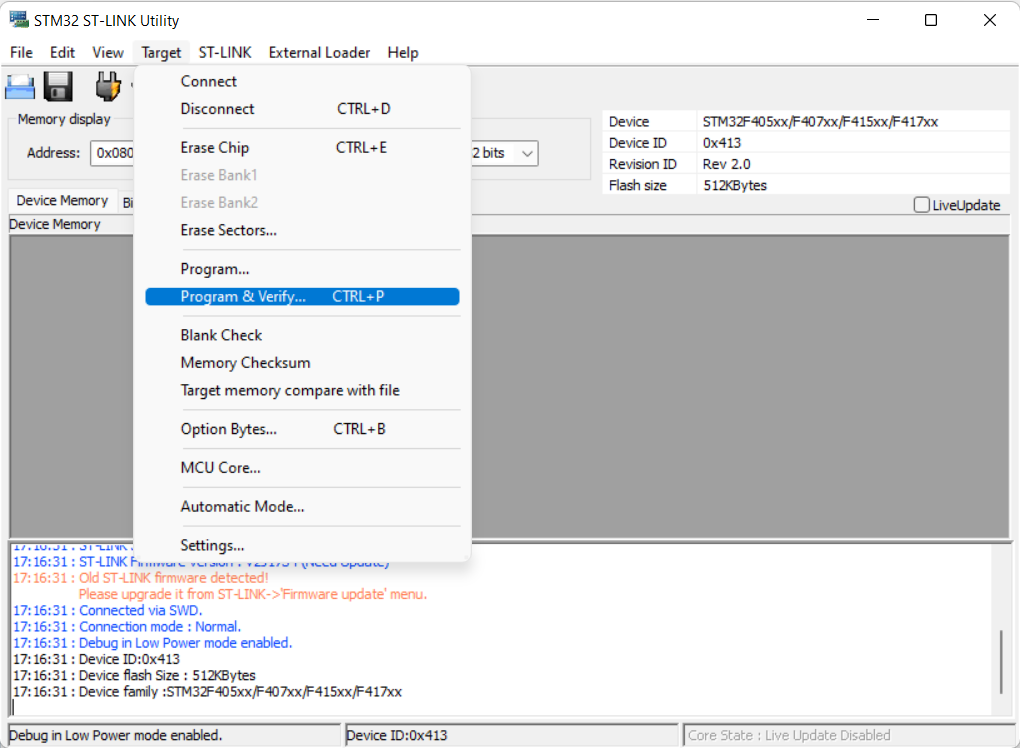 STM32 ST-LINK Utility
File Edit View Target ST-LINK External Loader Help
Connect
Disconnect CTRL+D
Erase Chip CTRL+E
Erase Bank1
Erase Bank2
Erase Sectors...
Program...
Program & Verify... CTRL+P
Blank Check
Memory Checksum
Target memory compare with file
Option Bytes... CTRL+B
MCU Core...
Automatic Mode...
Settings...
Memory display
Address: 0x080
2 bits
Device STM32F405xx/F407xx/F415xx/F417xx
Device ID 0x413
Revision ID Rev 2.0
Flash size 512KBytes
LiveUpdate
Device Memory Bi
Device Memory
17:16:31 : ST-LINK
17:16:31 : ST-LINK Firmware version : (Need Update)
17:16:31 : Old ST-LINK firmware detected!
Please upgrade it from ST-LINK->'Firmware update' menu.
17:16:31 : Connected via SWD.
17:16:31 : Connection mode : Normal.
17:16:31 : Debug in Low Power mode enabled.
17:16:31 : Device ID:0x413
17:16:31 : Device flash Size : 512KBytes
17:16:31 : Device family :STM32F405xx/F407xx/F415xx/F417xx
Debug in Low Power mode enabled.
Device ID:0x413
Core State : Live Update Disabled